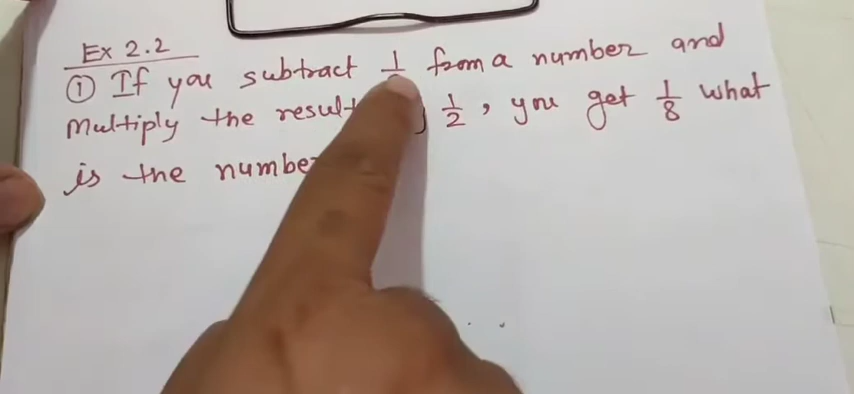 Ex 2.2
① If you subtract 1/ from a number and
Multiply the result 1/2, you get 1/8 what
is the number